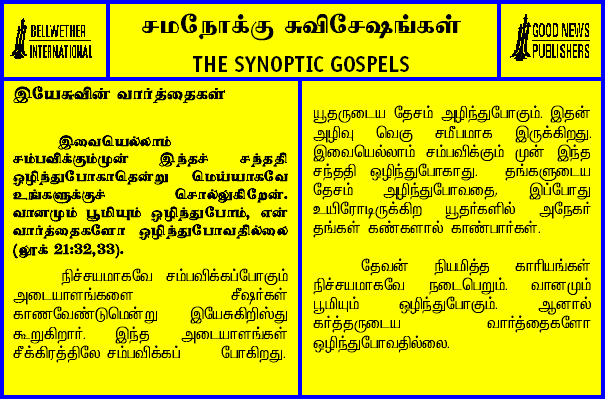 BELLWETHER
INTERNATIONAL
சமநோக்கு சுவிசேஷங்கள்
THE SYNOPTIC GOSPELS
GOOD NEWS
PUBLISHERS
இயேசுவின் வார்த்தைகள்
இவையெல்லாம்
சம்பவிக்கும்முன் இந்தச் சந்ததி
ஒழிந்துபோகாதென்று மெய்யாகவே
உங்களுக்குச் சொல்லுகிறேன்.
வானமும் பூமியும் ஒழிந்துபோம், என்
வார்த்தைகளோ ஒழிந்துபோவதில்லை
(லூக் 21:32,33).
நிச்சயமாகவே சம்பவிக்கப்போகும்
அடையாளங்களை சீஷர்கள்
காணவேண்டுமென்று இயேசுகிறிஸ்து
கூறுகிறார். இந்த அடையாளங்கள்
சீக்கிரத்திலே சம்பவிக்கப் போகிறது.
யூதருடைய தேசம் அழிந்துபோகும். இதன்
அழிவு வெகு சமீபமாக இருக்கிறது.
இவையெல்லாம் சம்பவிக்கும் முன் இந்த
சந்ததி ஒழிந்துபோகாது. தங்களுடைய
தேசம் அழிந்துபோவதை, இப்போது
உயிரோடிருக்கிற யூதர்களில் அநேகர்
தங்கள் கண்களால் காண்பார்கள்.
தேவன் நியமித்த காரியங்கள்
நிச்சயமாகவே நடைபெறும். வானமும்
பூமியும் ஒழிந்துபோகும். ஆனால்
கர்த்தருடைய வார்த்தைகளோ
ஒழிந்துபோவதில்லை.